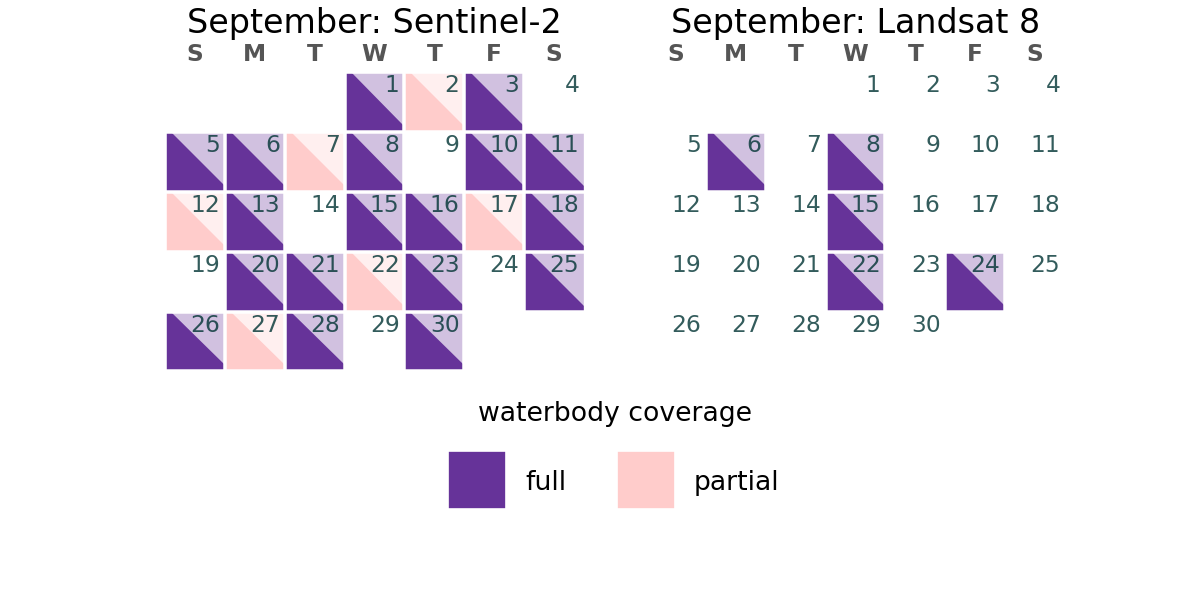 September: Sentinel-2
S M T W T F S
1 2 3 4
5 6 7 8 9 10 11
12 13 14 15 16 17 18
19 20 21 22 23 24 25
26 27 28 29 30
September: Landsat 8
S M T W T F S
1 2 3 4
5 6 7 8 9 10 11
12 13 14 15 16 17 18
19 20 21 22 23 24 25
26 27 28 29 30
waterbody coverage
full partial